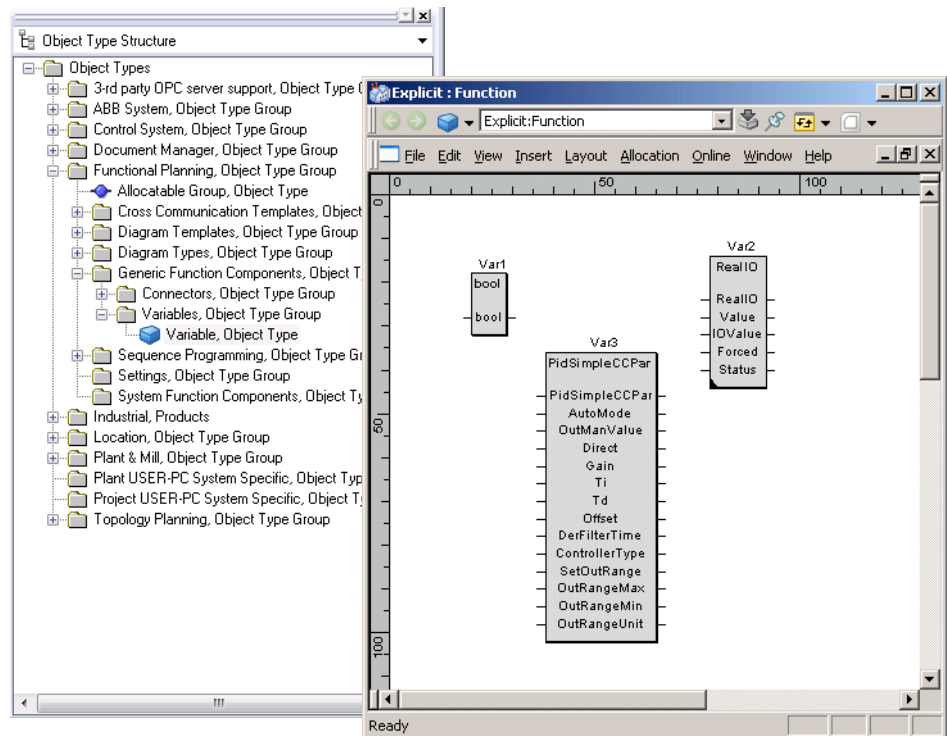 Object Type Structure
Object Types
3-rd party OPC server support, Object Type
ABB System, Object Type Group
Control System, Object Type Group
Document Manager, Object Type Group
Functional Planning, Object Type Group
Allocatable Group, Object Type
Cross Communication Templates, Object
Diagram Templates, Object Type Group
Diagram Types, Object Type Group
Generic Function Components, Object T
Connectors, Object Type Group
Variables, Object Type Group
Variable, Object Type
Sequence Programming, Object Type Gr
Settings, Object Type Group
System Function Components, Object Ty
Industrial, Products
Location, Object Type Group
Plant & Mill, Object Type Group
Plant USER-PC System Specific, Object Typ
Project USER-PC System Specific, Object Ty
Topology Planning, Object Type Group
Explicit : Function
Explicit:Function
File Edit View Insert Layout Allocation Online Window Help
0 50 100
50
100
Var1
bool
bool
Var2
RealIO
RealIO
Value
IOValue
Forced
Status
Var3
PidSimpleCCPar
PidSimpleCCPar
AutoMode
OutManValue
Direct
Gain
Ti
Td
Offset
DerFilterTime
ControllerType
SetOutRange
OutRangeMax
OutRangeMin
OutRangeUnit
Ready